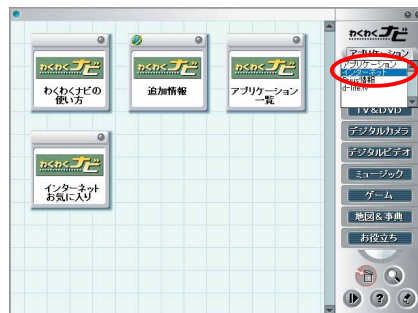 わくわくナビ
わくわくナビの
使い方
わくわくナビ
追加情報
わくわくナビ
アプリケーション
一覧
わくわくナビ
インターネット
お気に入り
わくわくナビ
アプリケーション
アプリケーション
インターネット
d-life.tv
TV&DVD
デジタルカメラ
デジタルビデオ
ミュージック
ゲーム
地図&事典
お役立ち